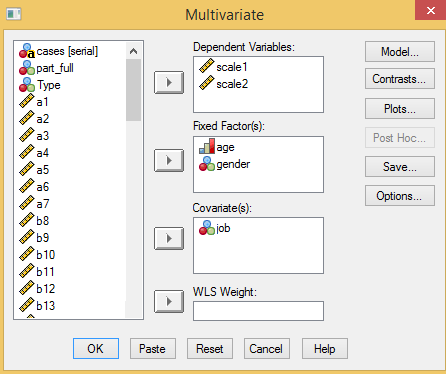 Multivariate
cases [serial]
part_full
Type
a1
a2
a3
a4
a5
a6
a7
b8
b9
b10
b11
b12
b13
Dependent Variables:
scale1
scale2
Fixed Factor(s):
age
gender
Covariate(s):
job
WLS Weight:
Model...
Contrasts...
Plots...
Post Hoc...
Save...
Options...
OK
Paste
Reset
Cancel
Help